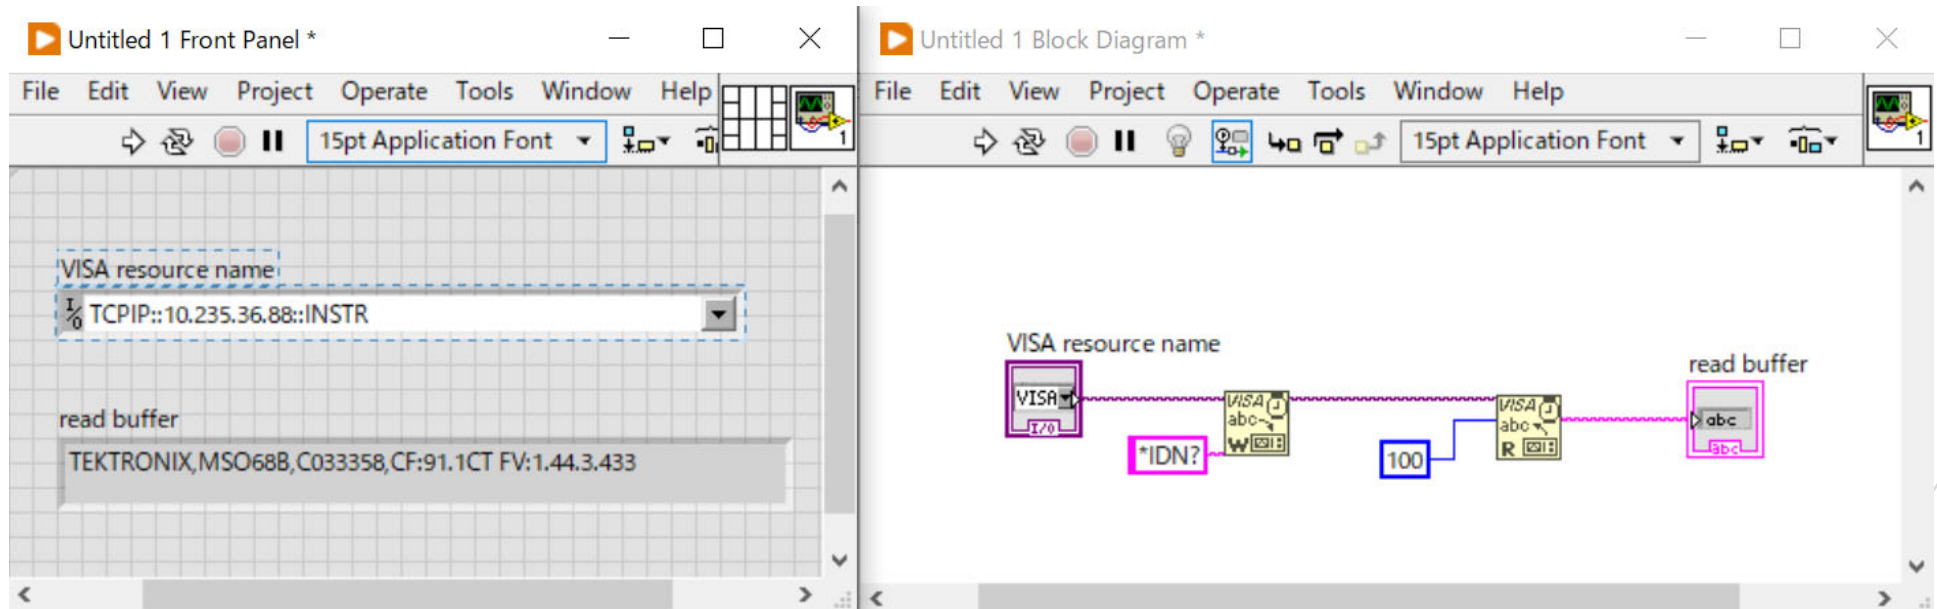 Untitled 1 Front Panel *
File Edit View Project Operate Tools Window Help
15pt Application Font
1
VISA resource name
I/O TCPIP::10.235.36.88::INSTR
read buffer
TEKTRONIX,MSO68B,C033358,CF:91.1CT FV:1.44.3.433
Untitled 1 Block Diagram *
File Edit View Project Operate Tools Window Help
15pt Application Font
1
VISA resource name
VISA
I/O
*IDN?
VISA
abc
W
100
VISA
abc
R
read buffer
abc
abc